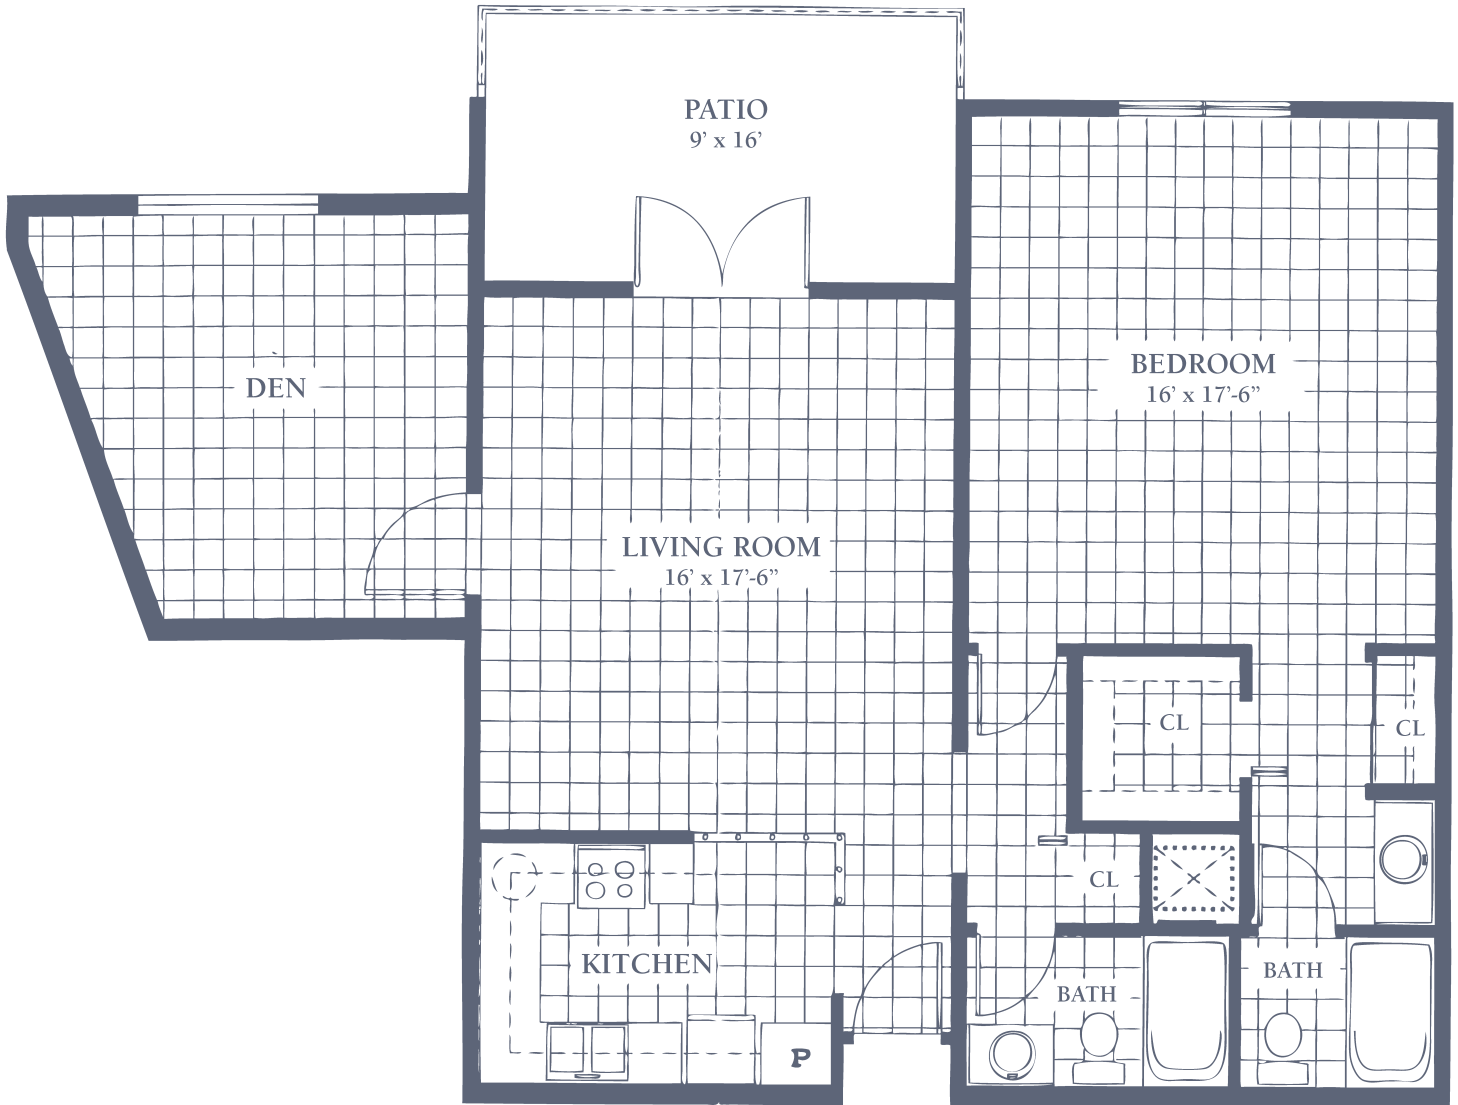 PATIO
9’ x 16’
BEDROOM
16’ x 17’-6”
DEN
LIVING ROOM
16’ x 17’-6”
CL
CL
CL
KITCHEN
BATH
BATH
P